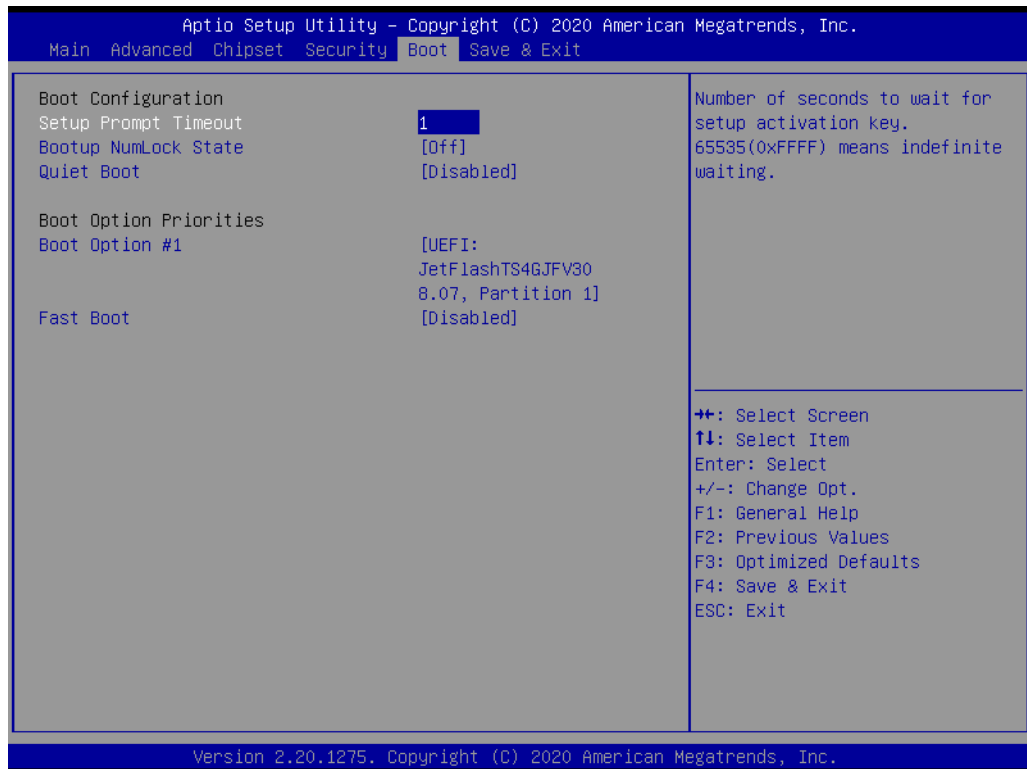 Aptio Setup Utility – Copyright (C) 2020 American Megatrends, Inc.
Main Advanced Chipset Security Boot Save & Exit
Boot Configuration
Setup Prompt Timeout 1
Bootup NumLock State [Off]
Quiet Boot [Disabled]
Boot Option Priorities
Boot Option #1 [UEFI:
JetFlashTS4GJFV30
8.07, Partition 1]
Fast Boot [Disabled]
Number of seconds to wait for
setup activation key.
65535(0xFFFF) means indefinite
waiting.
→←: Select Screen
↑↓: Select Item
Enter: Select
+/-: Change Opt.
F1: General Help
F2: Previous Values
F3: Optimized Defaults
F4: Save & Exit
ESC: Exit
Version 2.20.1275. Copyright (C) 2020 American Megatrends, Inc.